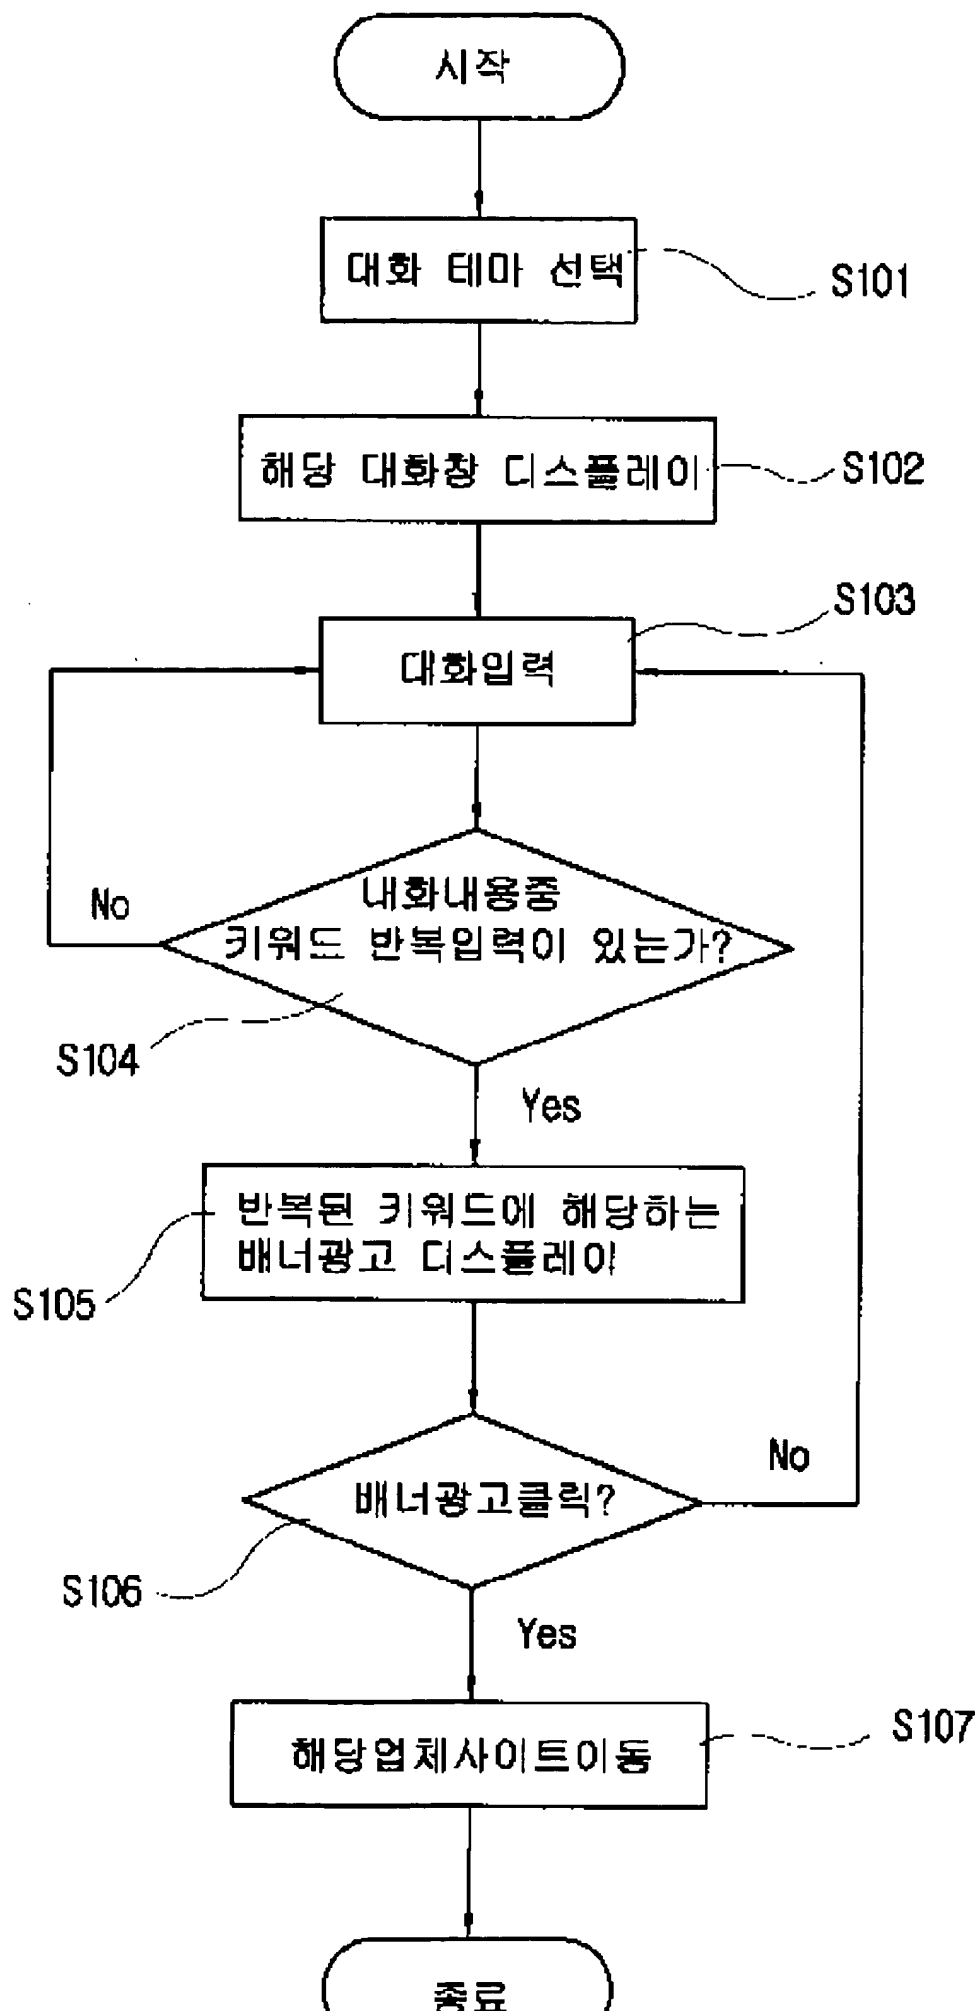 시작
대화 테마 선택
S101
해당 대화창 디스플레이
S102
S103
대화입력
No
내화내용중
키워드 반복입력이 있는가?
S104
Yes
반복된 키워드에 해당하는
배너광고 디스플레이
S105
No
배너광고클릭?
S106
Yes
S107
해당업체사이트이동
종료